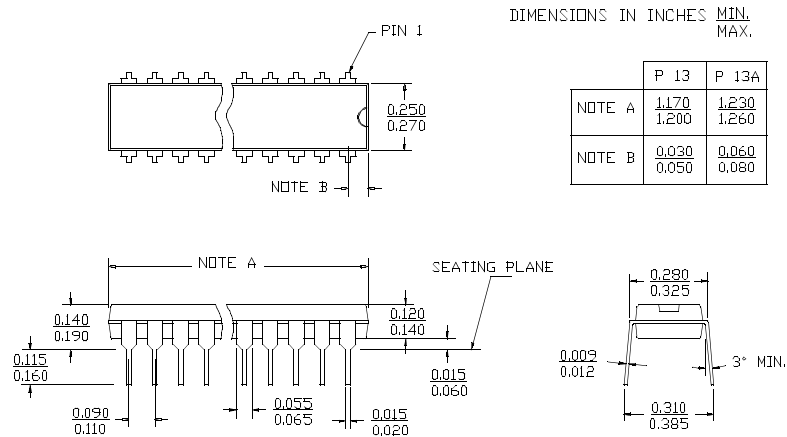 DIMENSIONS IN INCHES MIN.
MAX.
PIN 1
P 13 P 13A
NOTE A 1.170 1.230
1.200 1.260
NOTE B 0.030 0.060
0.050 0.080
0.250
0.270
NOTE B
NOTE A
SEATING PLANE
0.280
0.325
0.120
0.140
0.140
0.190
0.115
0.160
0.009
0.012
3° MIN.
0.015
0.060
0.090
0.110
0.055
0.065
0.015
0.020
0.310
0.385